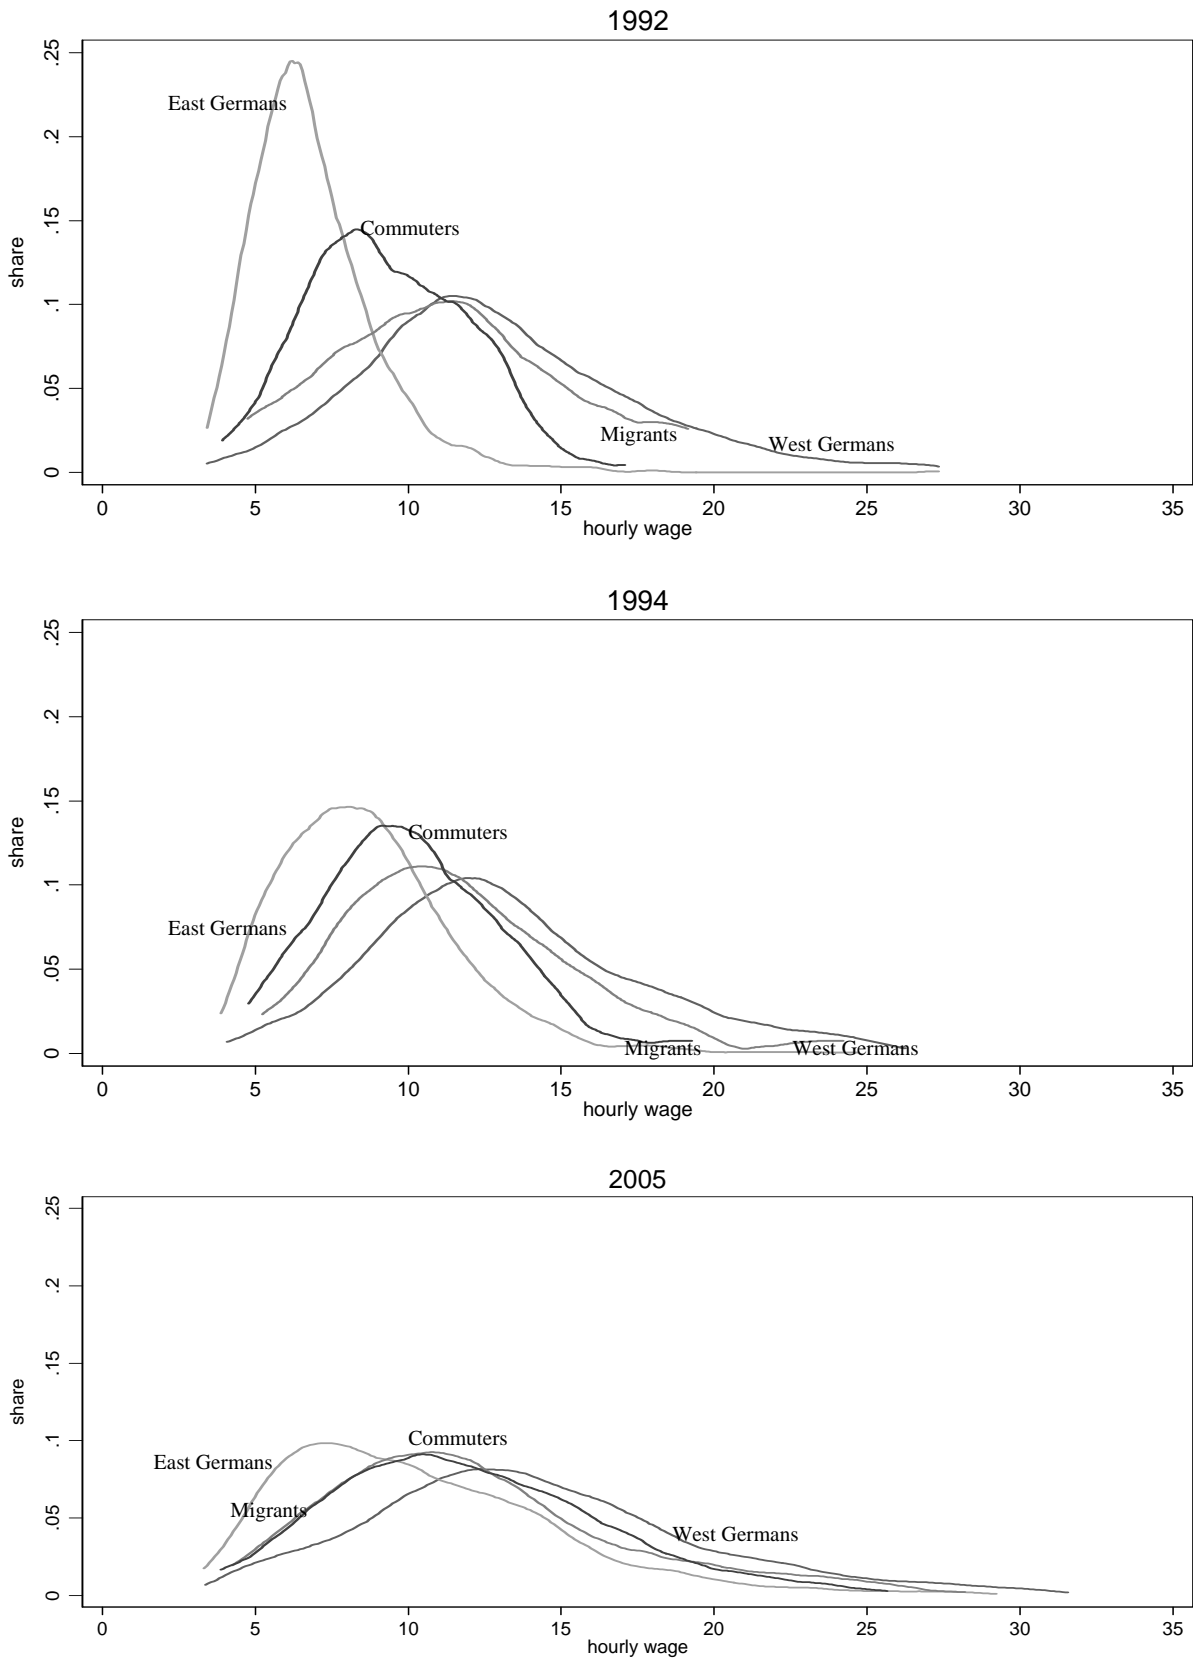 1992
.25
East Germans
.2
.15
Commuters
share
.1
.05
Migrants
West Germans
0
0 5 10 15 20 25 30 35
hourly wage
1994
.25
.2
.15
Commuters
share
.1
East Germans
.05
Migrants
West Germans
0
0 5 10 15 20 25 30 35
hourly wage
2005
.25
.2
.15
share
.1
Commuters
East Germans
Migrants
.05
West Germans
0
0 5 10 15 20 25 30 35
hourly wage